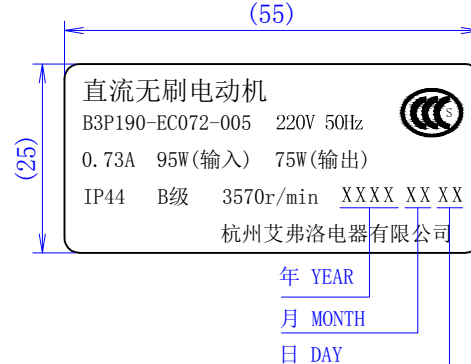 (55)
(25)
直流无刷电动机
B3P190-EC072-005 220V 50Hz
S
0.73A 95W(输入) 75W(输出)
IP44 B级 3570r/min XXXX XX XX
杭州艾弗洛电器有限公司
年 YEAR
月 MONTH
日 DAY